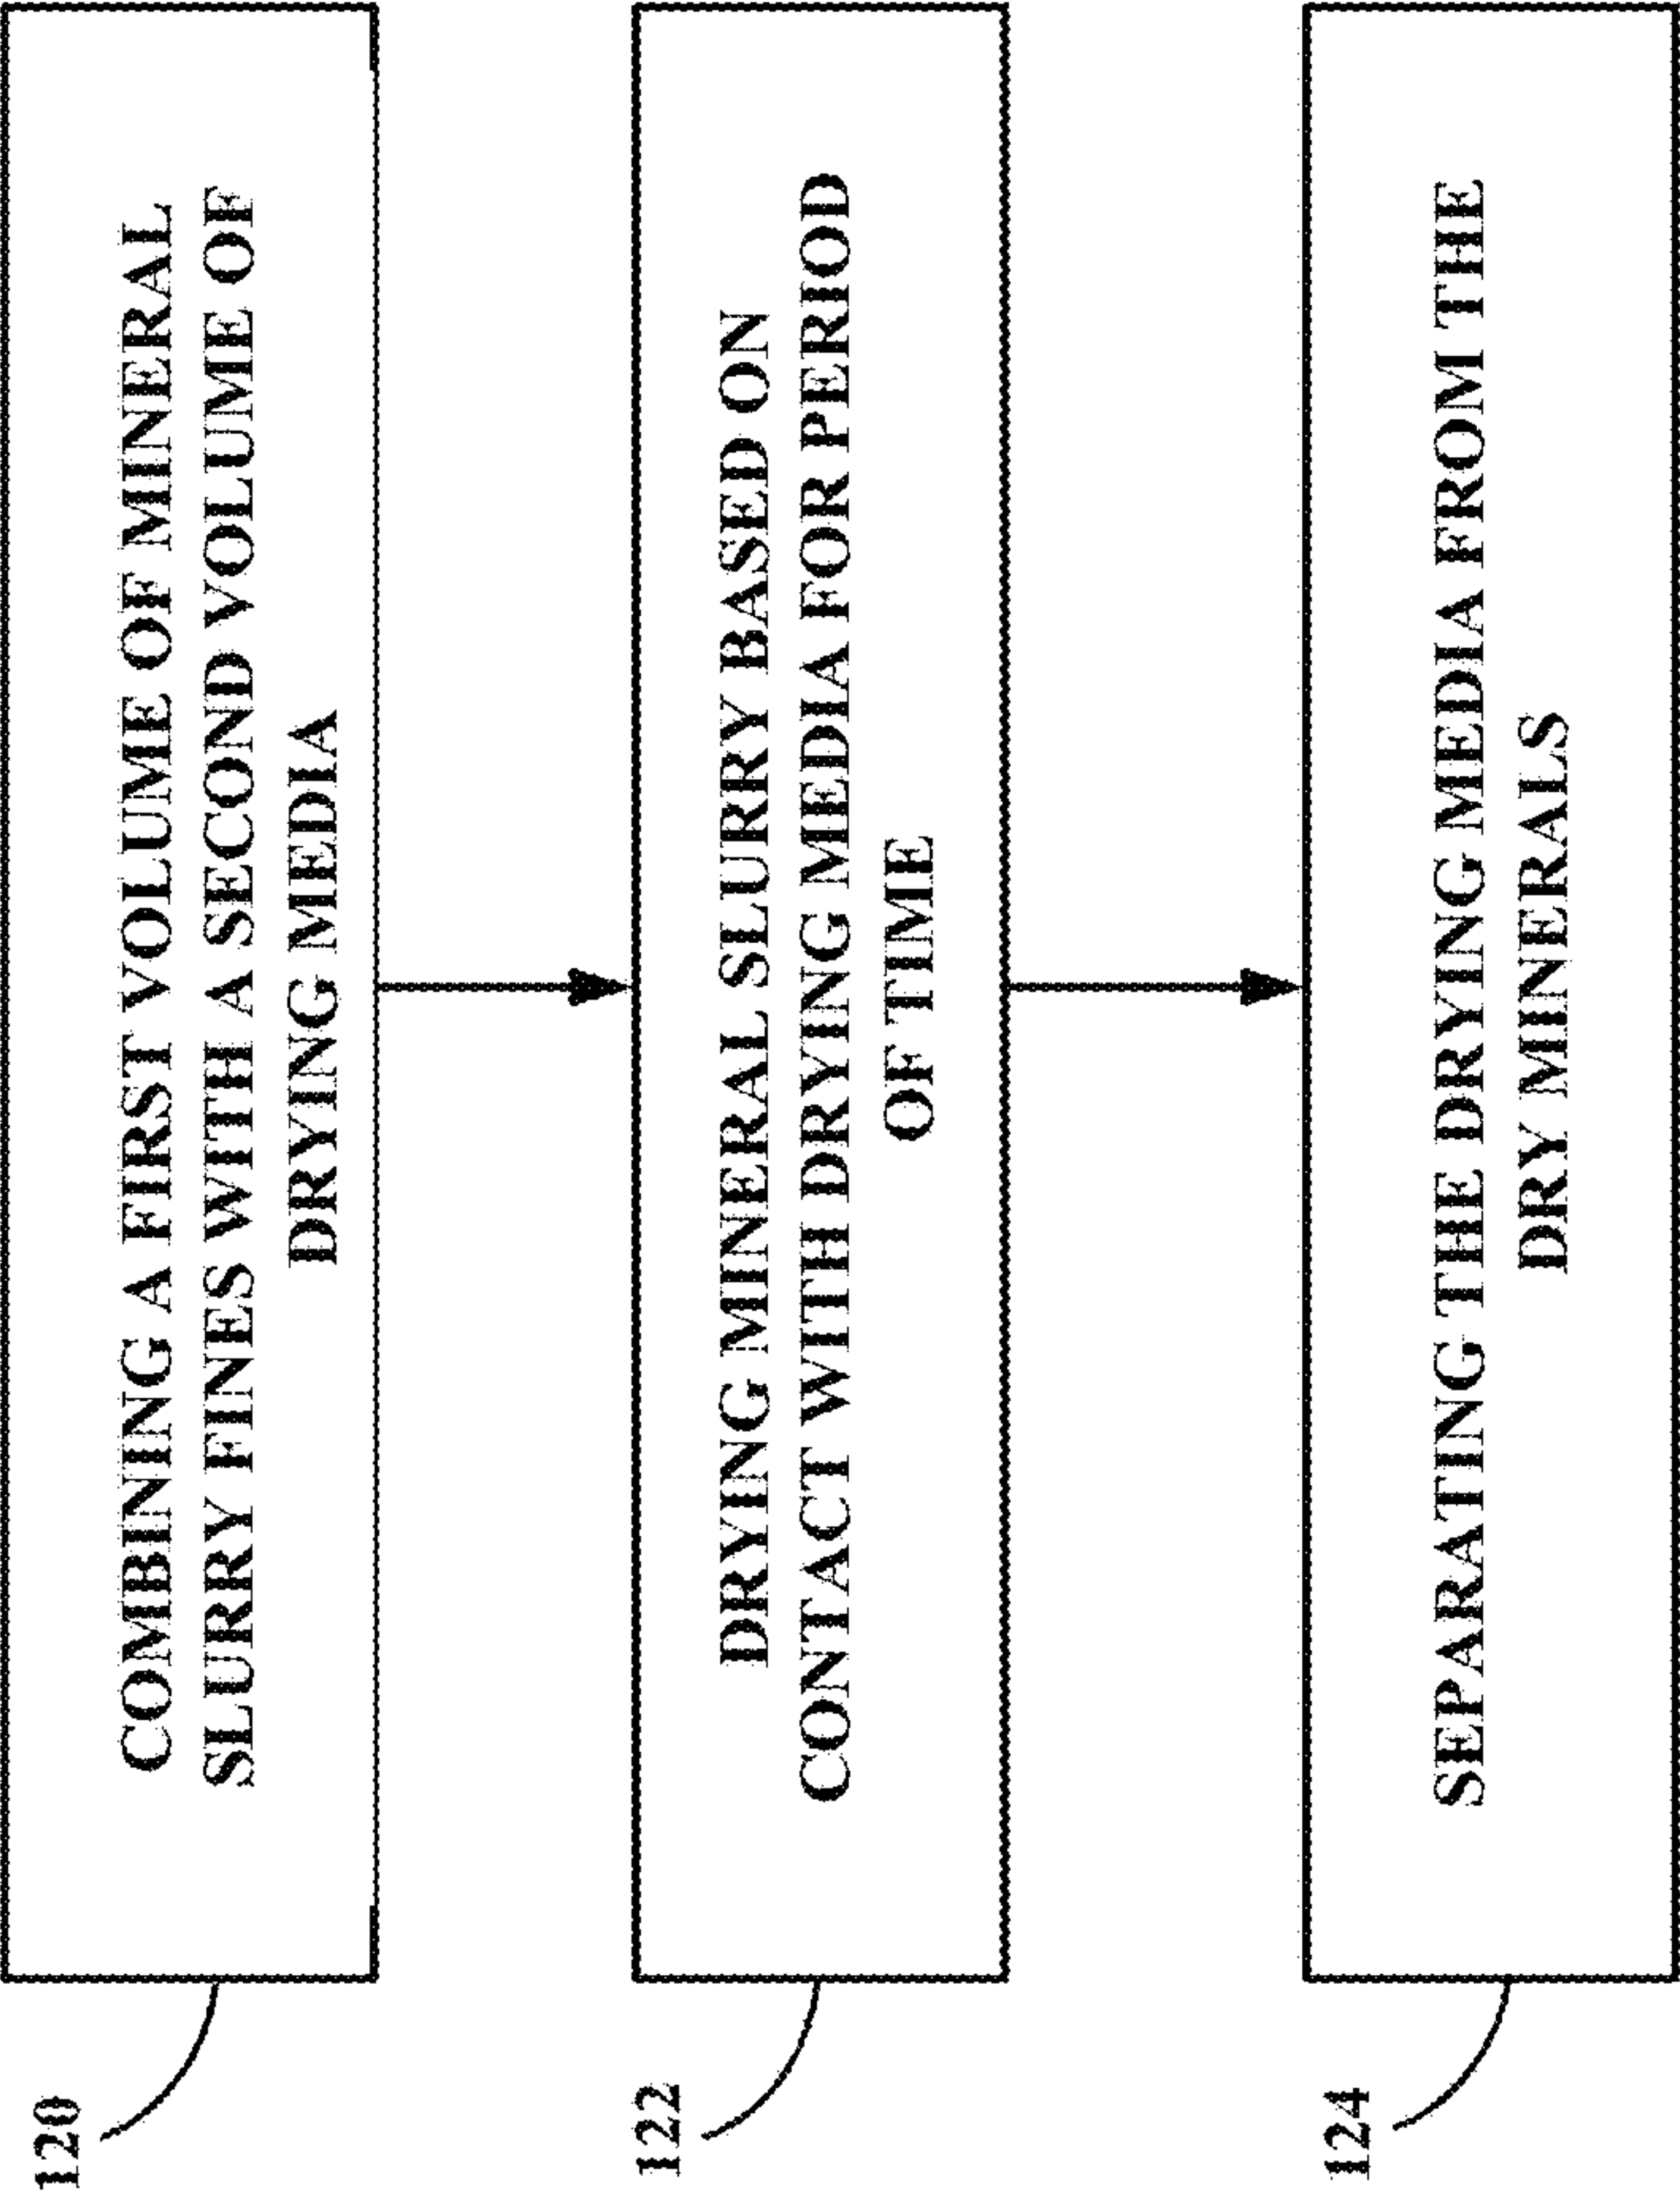 120
COMBINING A FIRST VOLUME OF MINERAL
SLURRY FINES WITH A SECOND VOLUME OF
DRYING MEDIA
122
DRYING MINERAL SLURRY BASED ON
CONTACT WITH DRYING MEDIA FOR PERIOD
OF TIME
124
SEPARATING THE DRYING MEDIA FROM THE
DRY MINERALS